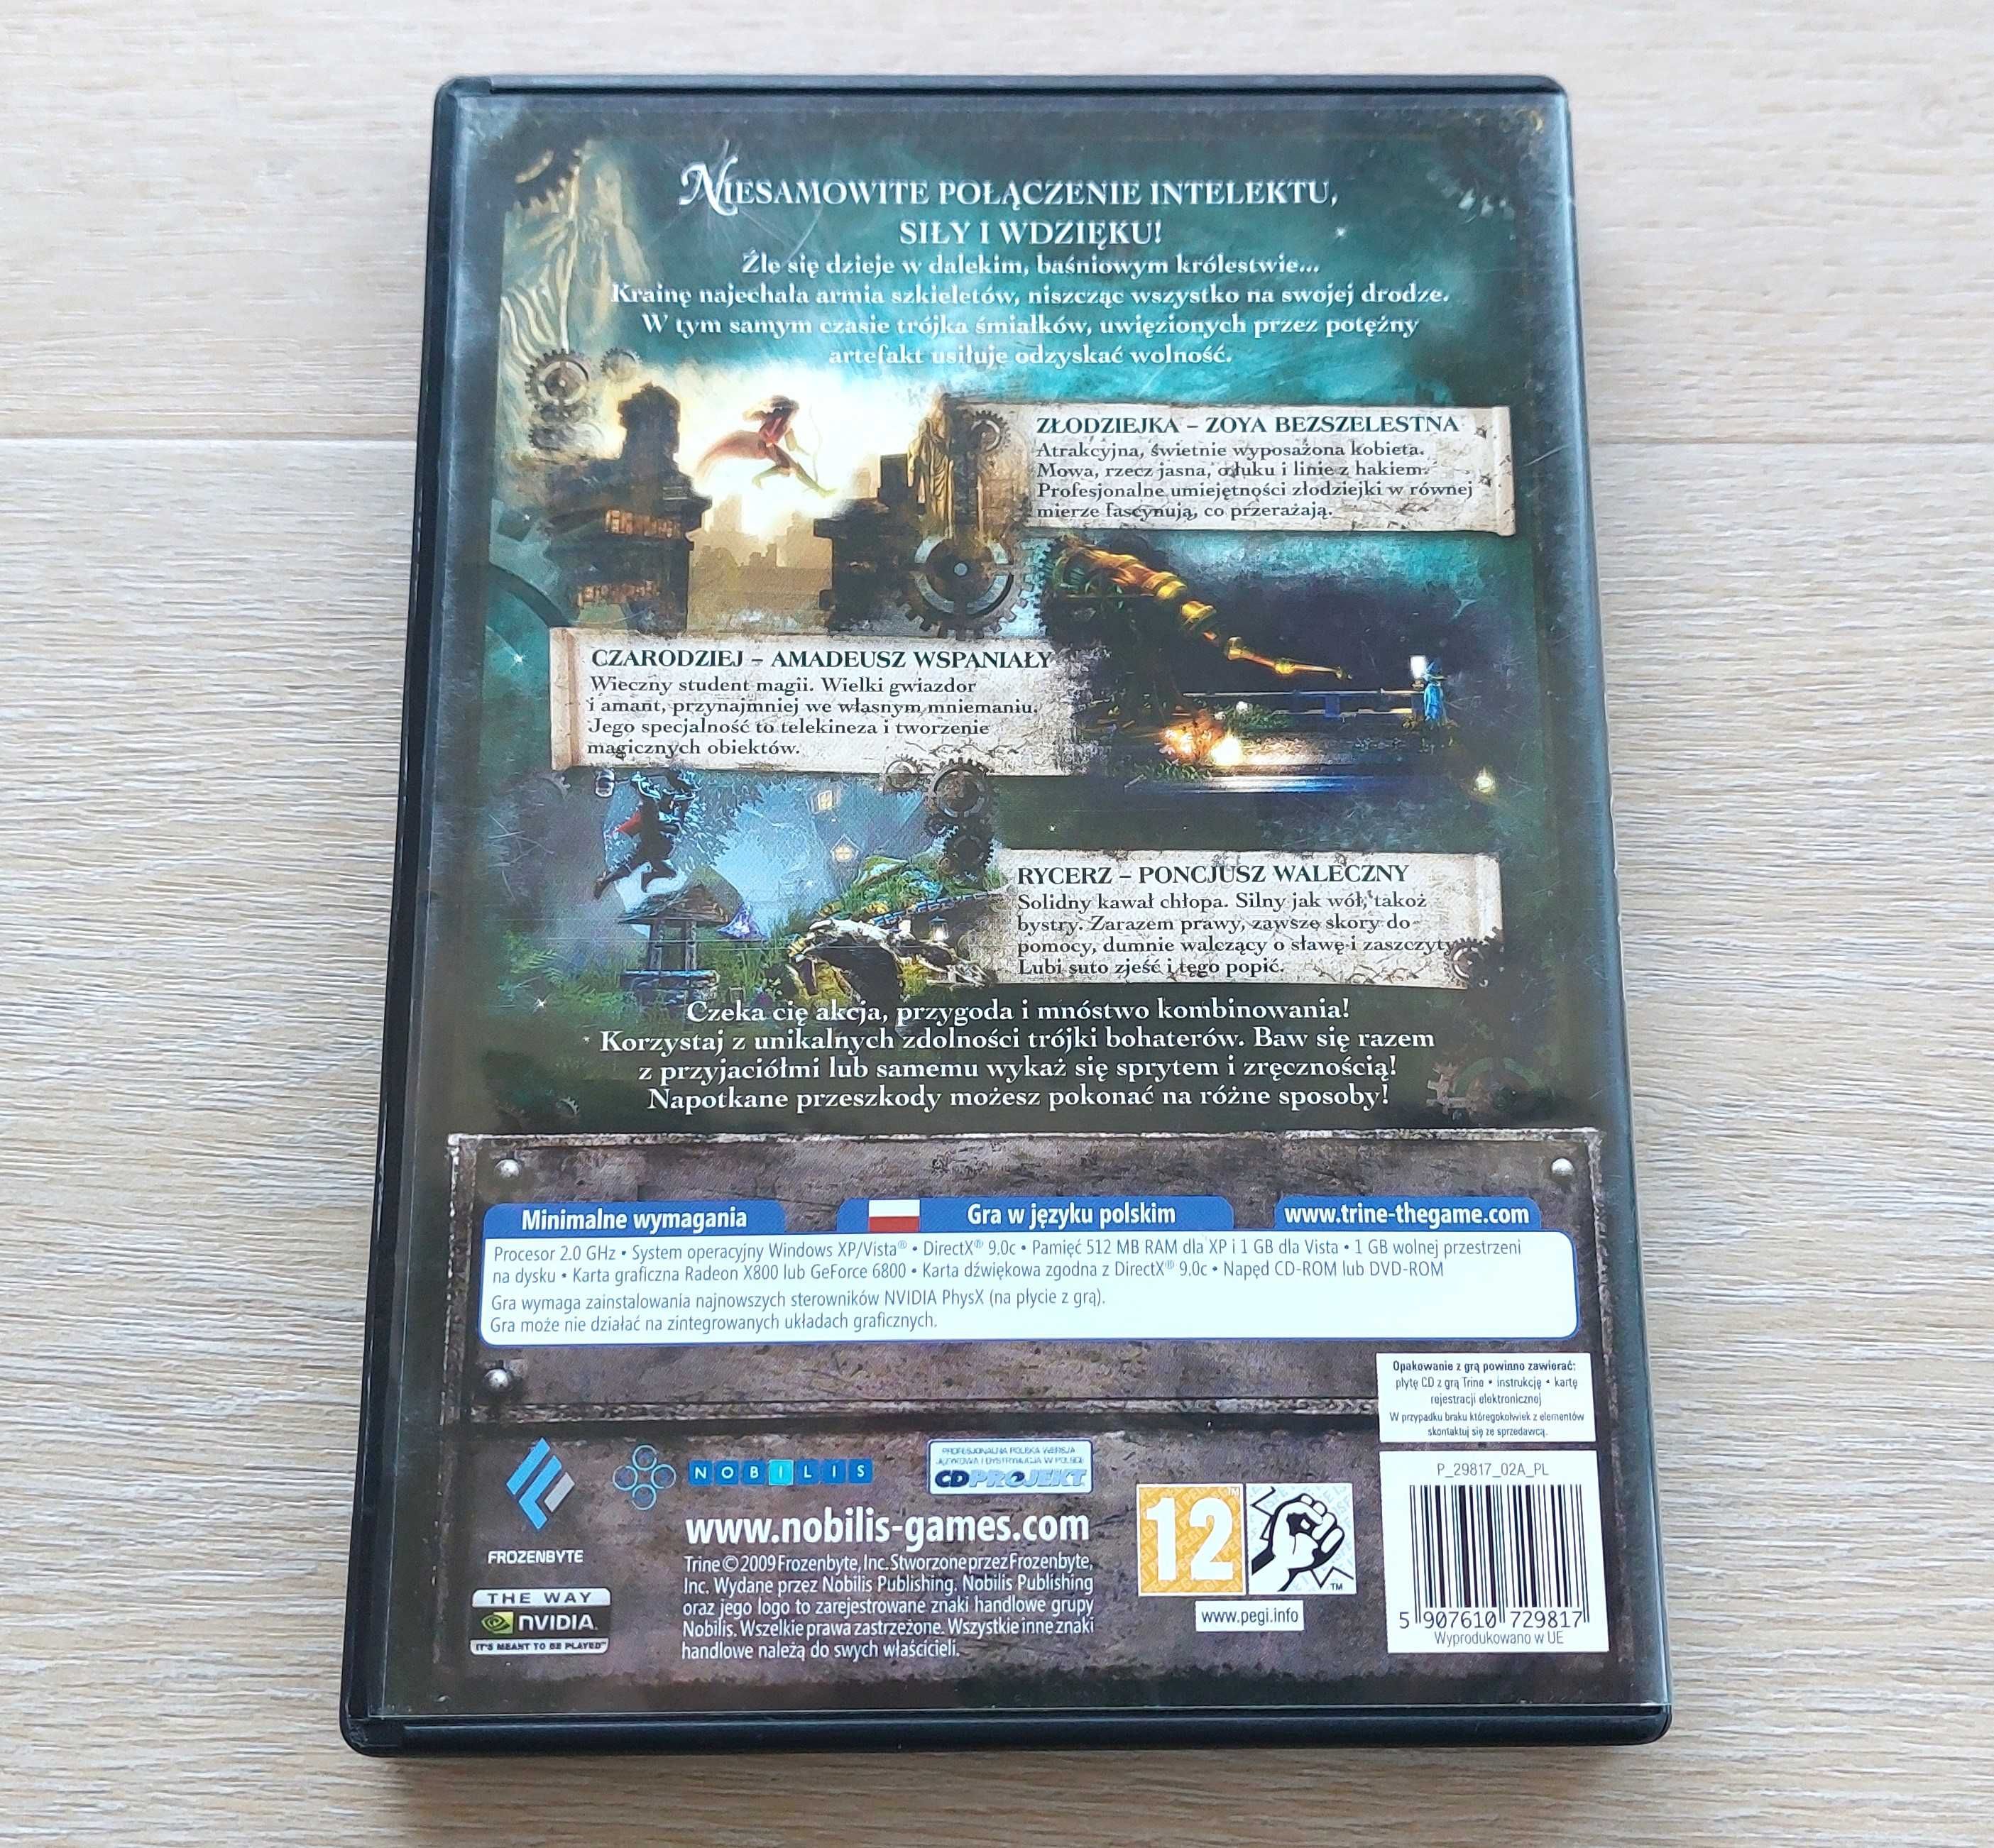 NIESAMOWITE POŁĄCZENIE INTELEKTU,
SIŁY I WDZIĘKU!
Źle się dzieje w dalekim, baśniowym królestwie...
Krainę najechała armia szkieletów, niszcząc wszystko na swojej drodze.
W tym samym czasie trójka śmiałków, uwięzionych przez potężny
artefakt usiłuje odzyskać wolność.
ZŁODZIEJKA – ZOYA BEZSZELESTNA
Atrakcyjna, świetnie wyposażona kobieta.
Mowa, rzecz jasna, o łuku i linie z hakiem.
Profesjonalne umiejętności złodziejki w równej
mierze fascynują, co przerażają.
CZARODZIEJ – AMADEUSZ WSPANIAŁY
Wieczny student magii. Wielki gwiazdor
i amant, przynajmniej we własnym mniemaniu.
Jego specjalność to telekineza i tworzenie
magicznych obiektów.
RYCERZ – PONCJUSZ WALECZNY
Solidny kawał chłopa. Silny jak wół, takoż
bystry. Zarazem prawy, zawsze skory do
pomocy, dumnie walczący o sławę i zaszczyty.
Lubi suto zjeść i tęgo popić.
Czeka cię akcja, przygoda i mnóstwo kombinowania!
Korzystaj z unikalnych zdolności trójki bohaterów. Baw się razem
z przyjaciółmi lub samemu wykaż się sprytem i zręcznością!
Napotkane przeszkody możesz pokonać na różne sposoby!
Minimalne wymagania
Gra w języku polskim
www.trine-thegame.com
Procesor 2.0 GHz • System operacyjny Windows XP/Vista® • DirectX® 9.0c • Pamięć 512 MB RAM dla XP i 1 GB dla Vista • 1 GB wolnej przestrzeni
na dysku • Karta graficzna Radeon X800 lub GeForce 6800 • Karta dźwiękowa zgodna z DirectX® 9.0c • Napęd CD-ROM lub DVD-ROM
Gra wymaga zainstalowania najnowszych sterowników NVIDIA PhysX (na płycie z grą).
Gra może nie działać na zintegrowanych układach graficznych.
Opakowanie z grą powinno zawierać:
płytę CD z grą Trine • instrukcję • kartę
rejestracji elektronicznej
W przypadku braku któregokolwiek z elementów
skontaktuj się ze sprzedawcą.
FROZENBYTE
NOBILIS
PROFESJONALNA POLSKA WERSJA
JĘZYKOWA I DYSTRYBUCJA W POLSCE
CDPROJEKT
www.nobilis-games.com
Trine © 2009 Frozenbyte, Inc. Stworzone przez Frozenbyte,
Inc. Wydane przez Nobilis Publishing. Nobilis Publishing
oraz jego logo to zarejestrowane znaki handlowe grupy
Nobilis. Wszelkie prawa zastrzeżone. Wszystkie inne znaki
handlowe należą do swych właścicieli.
THE WAY
NVIDIA.
IT'S MEANT TO BE PLAYED™
12
www.pegi.info
P_29817_02A_PL
5 907610 729817
Wyprodukowano w UE